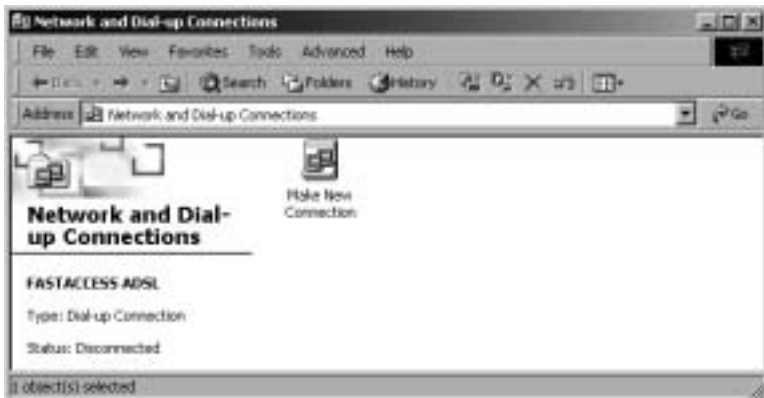 Network and Dial-up Connections
File Edit View Favorites Tools Advanced Help
Search Folders History
Address Network and Dial-up Connections Go
Make New
Connection
Network and Dial-
up Connections
FASTACCESS ADSL
Type: Dial-up Connection
Status: Disconnected
object(s) selected